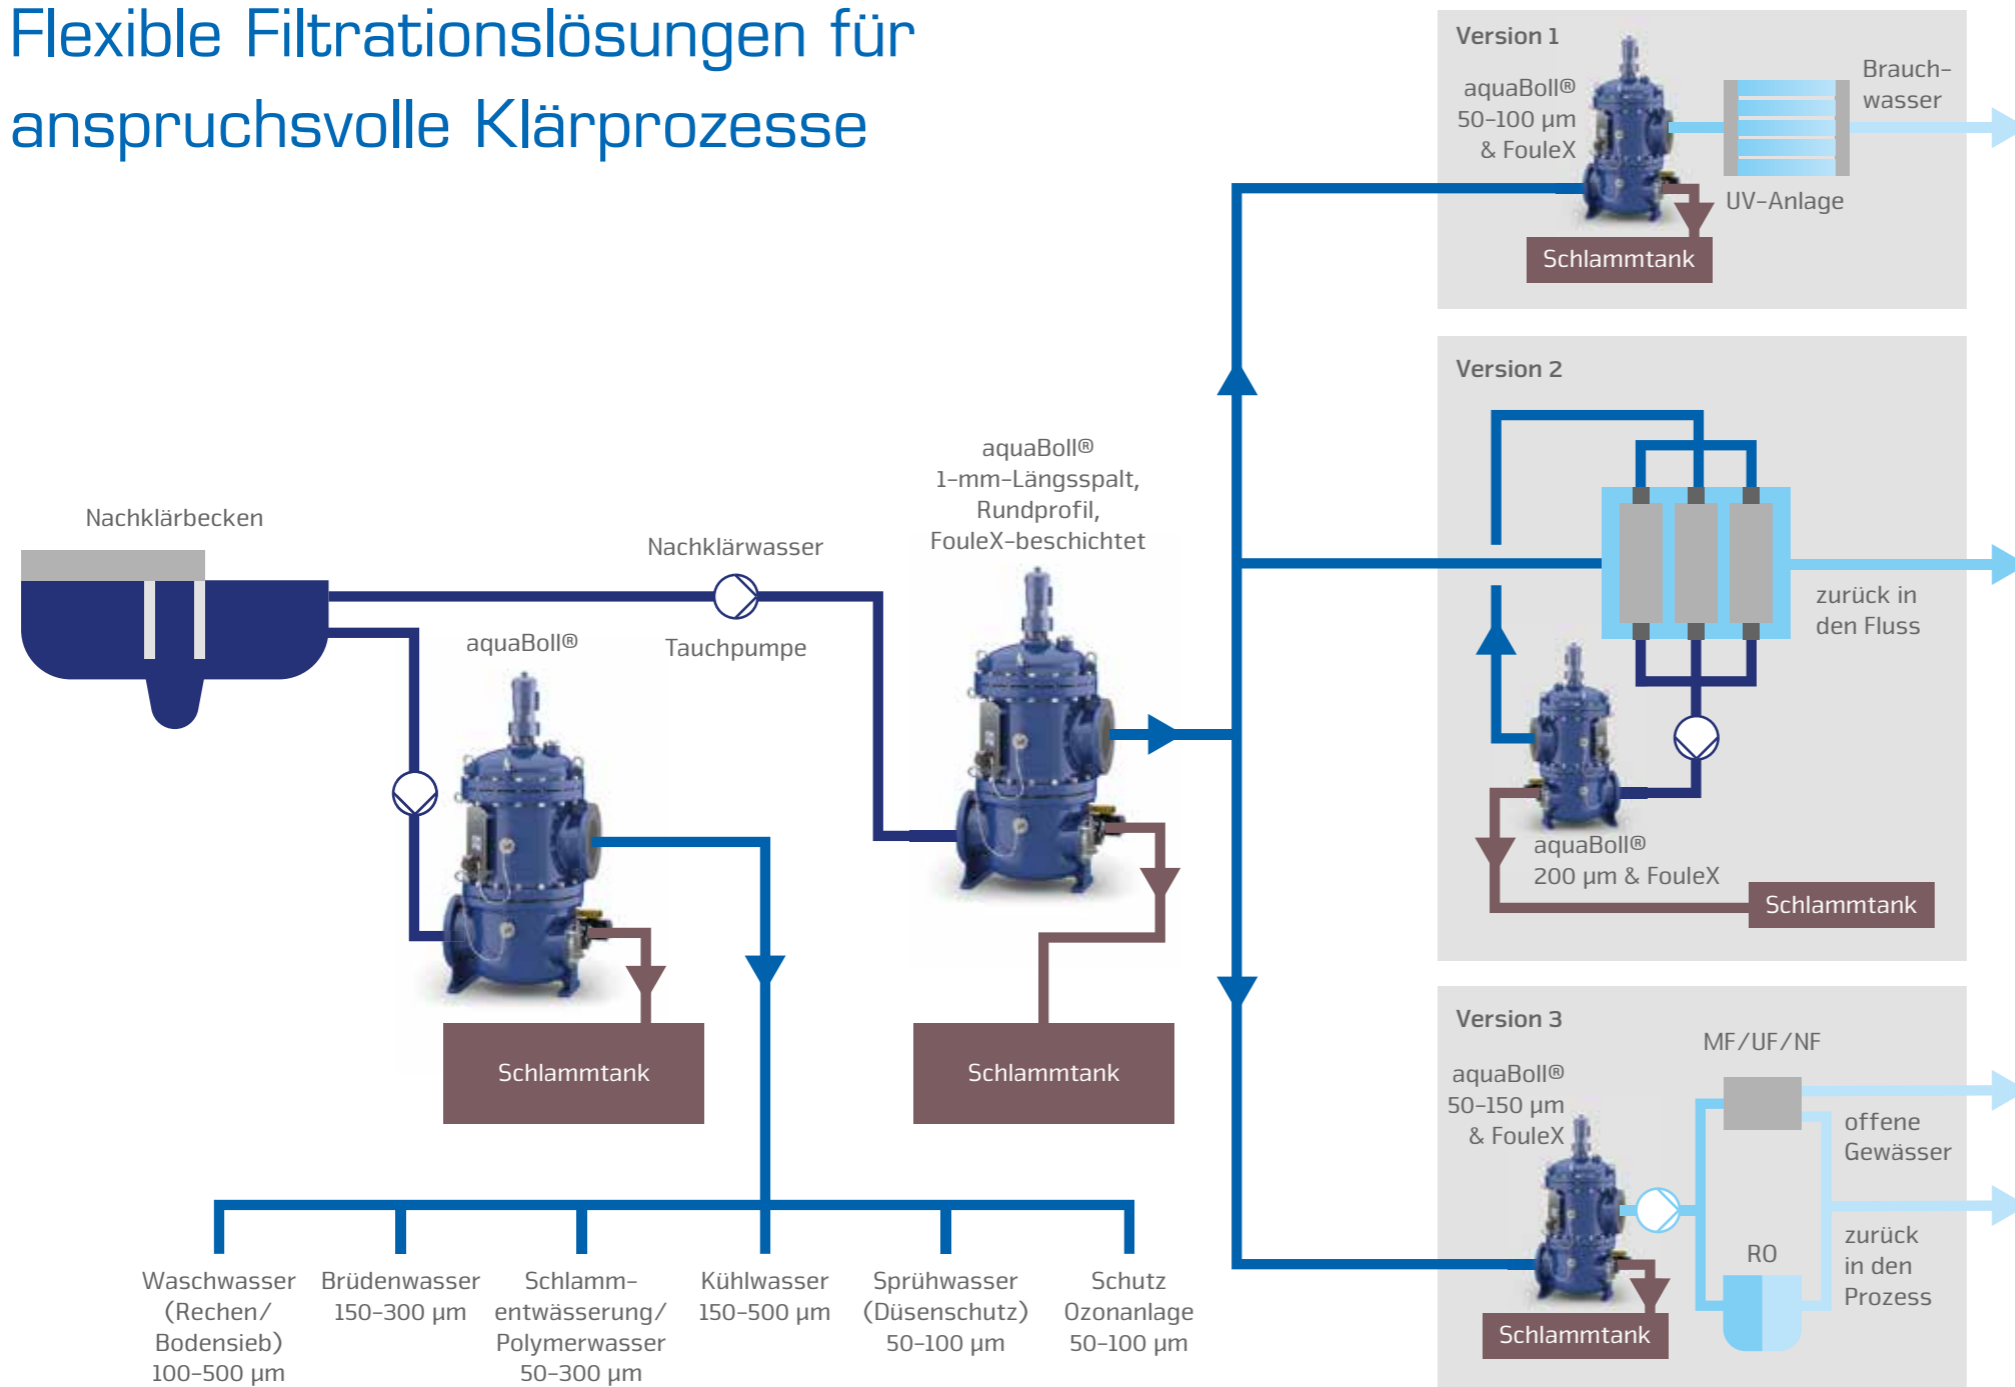 Flexible Filtrationslösungen für
anspruchsvolle Klärprozesse
Nachklärbecken
aquaBoll®
Nachklärwasser
Tauchpumpe
aquaBoll®
1-mm-Längsspalt,
Rundprofil,
FouleX-beschichtet
Schlammtank
Schlammtank
Waschwasser
(Rechen/
Bodensieb)
100-500 µm
Brüdenwasser
150-300 µm
Schlamm-
entwässerung/
Polymerwasser
50-300 µm
Kühlwasser
150-500 µm
Sprühwasser
(Düsenschutz)
50-100 µm
Schutz
Ozonanlage
50-100 µm
Version 1
aquaBoll®
50-100 µm
& FouleX
Brauch-
wasser
UV-Anlage
Schlammtank
Version 2
zurück in
den Fluss
aquaBoll®
200 µm & FouleX
Schlammtank
Version 3
MF/UF/NF
aquaBoll®
50-150 µm
& FouleX
offene
Gewässer
RO
zurück
in den
Prozess
Schlammtank